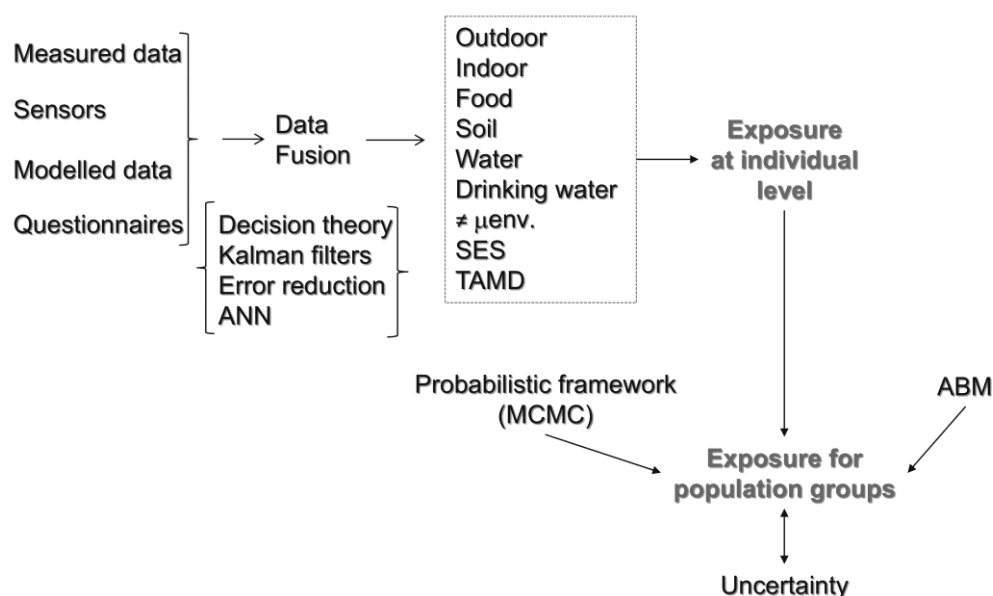 Measured data
Sensors
Modelled data
Questionnaires
Data
Fusion
Decision theory
Kalman filters
Error reduction
ANN
Outdoor
Indoor
Food
Soil
Water
Drinking water
≠ μenv.
SES
TAMD
Exposure
at individual
level
Probabilistic framework
(MCMC)
ABM
Exposure for
population groups
Uncertainty